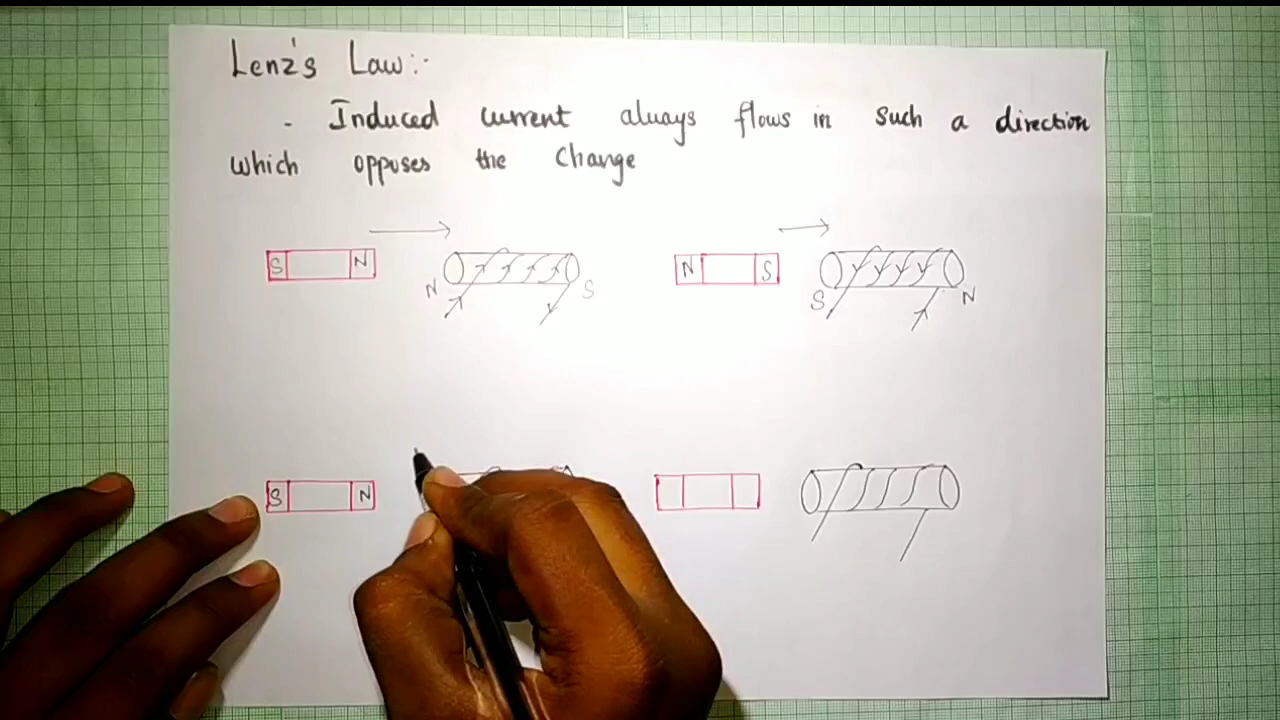 Lenz's Law:-
- Induced current always flows in such a direction
which opposes the change
S N N S
N S S N
S N